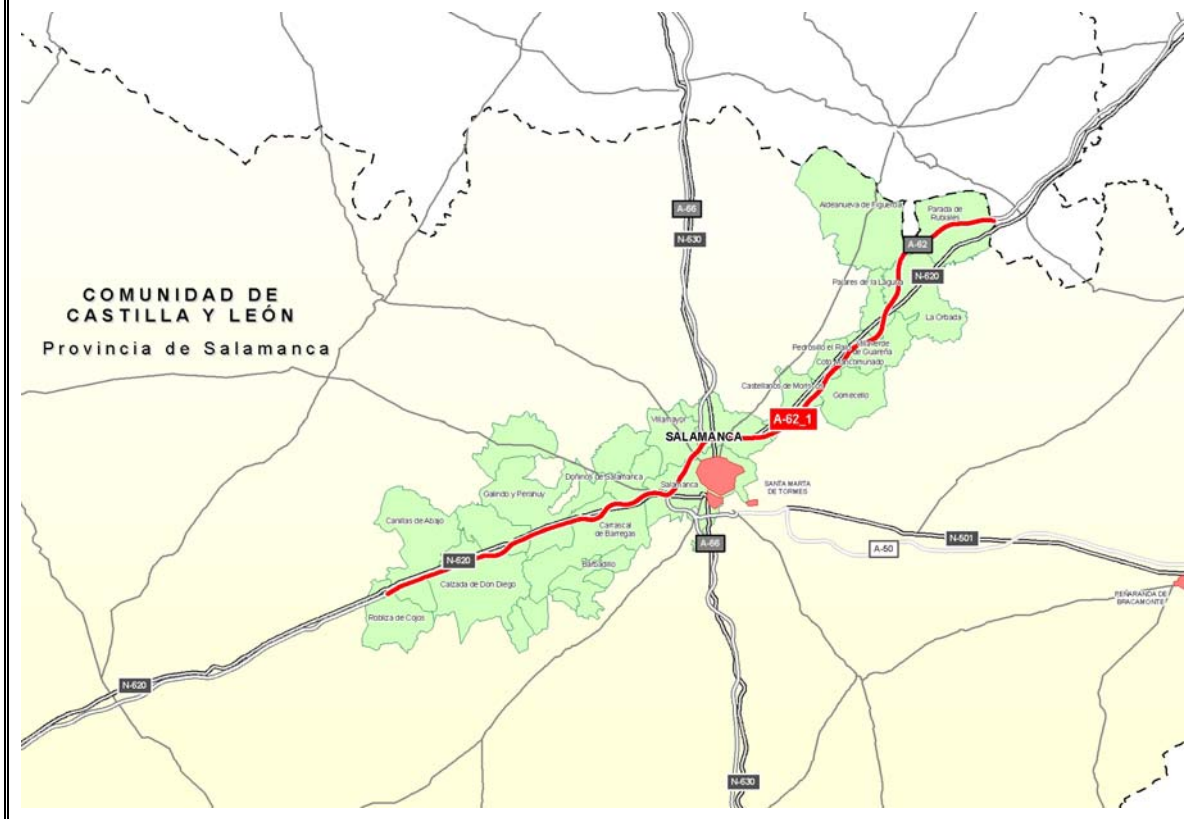 A-66
N-630
Aldeanueva de Figueroa
Parada de
Rubiales
A-62
N-620
Pajares de la Laguna
COMUNIDAD DE
CASTILLA Y LEÓN
Provincia de Salamanca
La Orbada
Pedrosillo el Ralo
Villaverde
de Guareña
Coto Mancomunado
Castellanos de Moriscos
Gomecello
A-62_1
Villamayor
SALAMANCA
Doñinos de Salamanca
Salamanca
SANTA MARTA
DE TORMES
Galindo y Perahuy
Canillas de Abajo
Carrascal
de Barregas
N-501
A-66
A-50
N-620
Barbadillo
Calzada de Don Diego
PEÑARANDA DE
BRACAMONTE
Robliza de Cojos
N-620
N-630